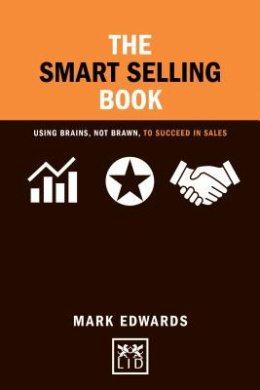 THE
SMART SELLING
BOOK
USING BRAINS, NOT BRAWN, TO SUCCEED IN SALES
MARK EDWARDS
LID